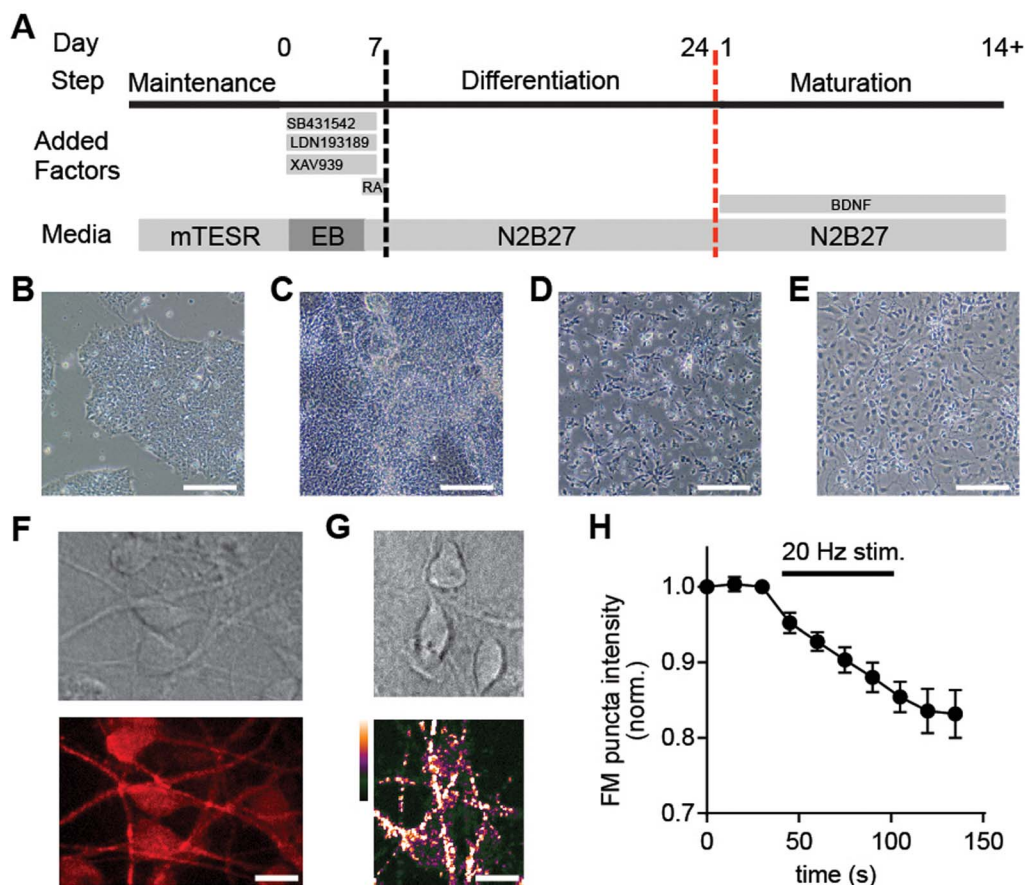 A
Day 0 7 24 1 14+
Step Maintenance Differentiation Maturation
Added
Factors
SB431542
LDN193189
XAV939
RA
BDNF
Media mTESR EB N2B27 N2B27
B C D E
F G H
20 Hz stim.
FM puncta intensity
(norm.)
1.0
0.9
0.8
0.7
0 50 100 150
time (s)